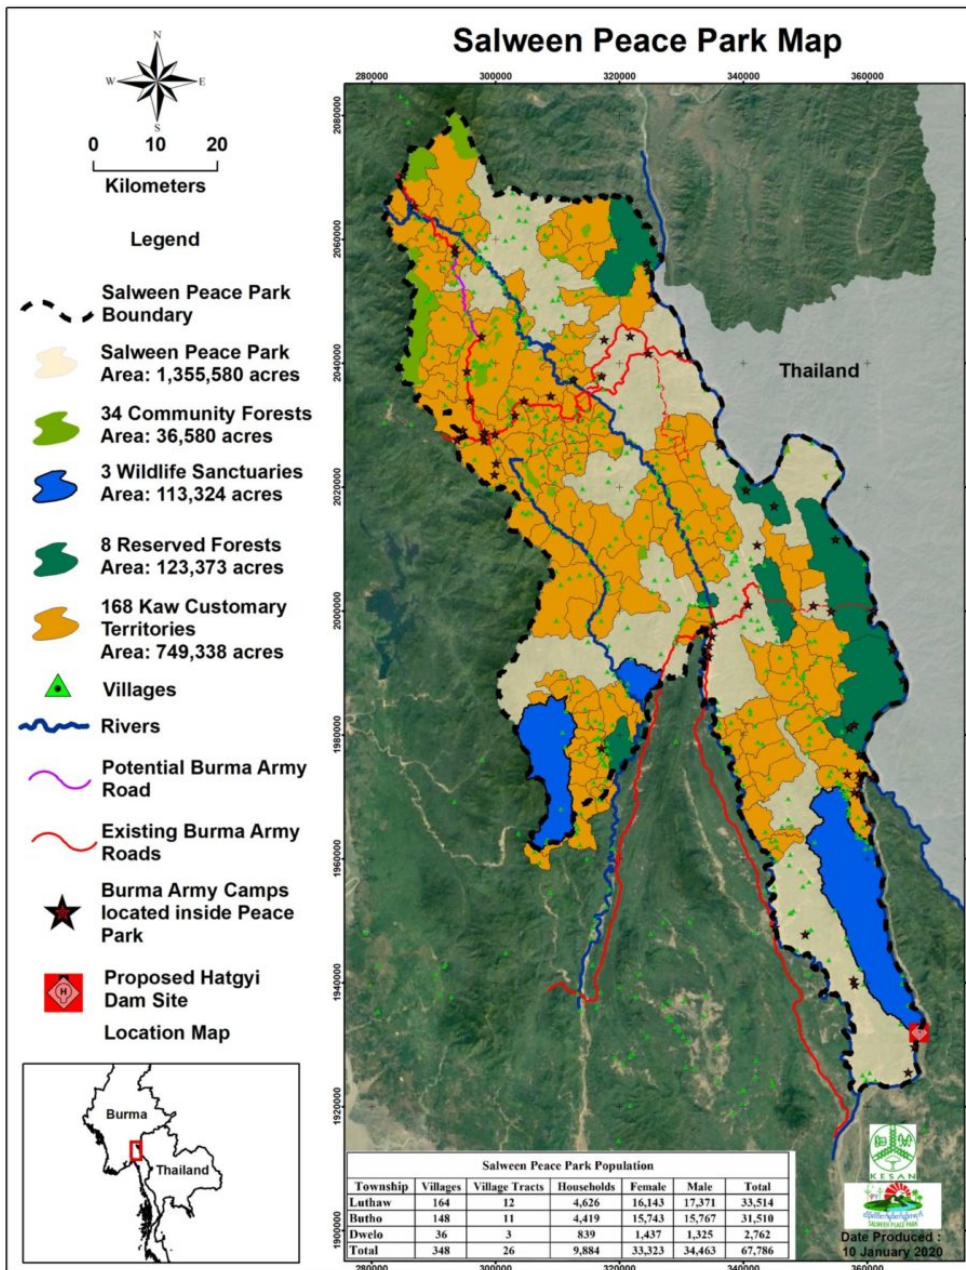 Salween Peace Park Map
N
W
E
S
0 10 20
Kilometers
Legend
Salween Peace Park
Boundary
Salween Peace Park
Area: 1,355,580 acres
34 Community Forests
Area: 36,580 acres
3 Wildlife Sanctuaries
Area: 113,324 acres
8 Reserved Forests
Area: 123,373 acres
168 Kaw Customary
Territories
Area: 749,338 acres
Villages
Rivers
Potential Burma Army
Road
Existing Burma Army
Roads
Burma Army Camps
located inside Peace
Park
H
Proposed Hatgyi
Dam Site
Location Map
Burma
Thailand
280000 300000 320000 340000 360000
2080000
2060000
2040000
2020000
2000000
1980000
1960000
1940000
1920000
1900000
Thailand
H
Salween Peace Park Population
Township Villages Village Tracts Households Female Male Total
Luthaw 164 12 4,626 16,143 17,371 33,514
Butho 148 11 4,419 15,743 15,767 31,510
Dwelo 36 3 839 1,437 1,325 2,762
Total 348 26 9,884 33,323 34,463 67,786
KESAN
SALWEEN PEACE PARK
Date Produced :
10 January 2020
280000 300000 320000 340000 360000